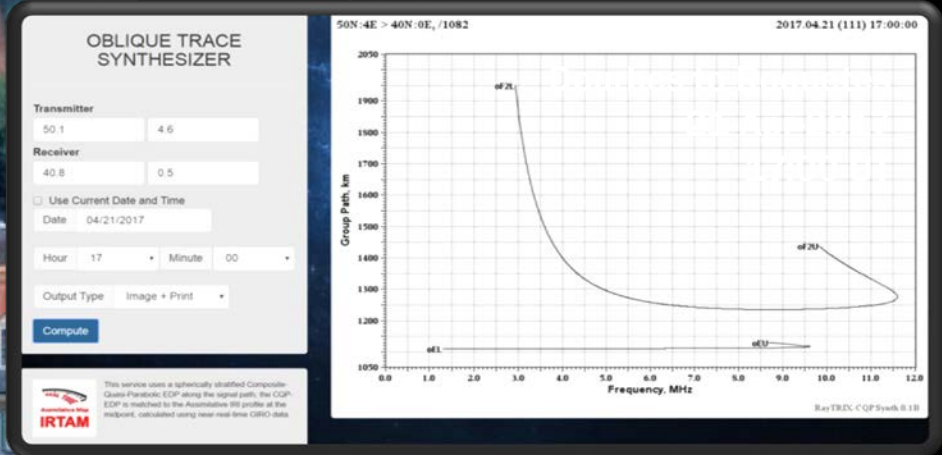 OBLIQUE TRACE
SYNTHESIZER
Transmitter
50.1 4.6
Receiver
40.8 0.5
Use Current Date and Time
Date 04/21/2017
Hour 17 Minute 00
Output Type Image + Print
Compute
Assimilative Map
IRTAM
This service uses a spherically stratified Composite-
Quasi-Parabolic EDP along the signal path; the CQP-
EDP is matched to the Assimilative IRI profile at the
midpoint, calculated using near real-time GIRO data
50N:4E > 40N:0E, /1082 2017.04.21 (111) 17:00:00
2050
1900
1800
1700
1600
1400
1300
1200
1050
Group Path, km
oF2L
oF2U
oEL
oEU
0.0 1.0 2.0 3.0 4.0 5.0 6.0 7.0 8.0 9.0 10.0 11.0 12.0
Frequency, MHz
RayTRIX-CQP Synth 0.1B